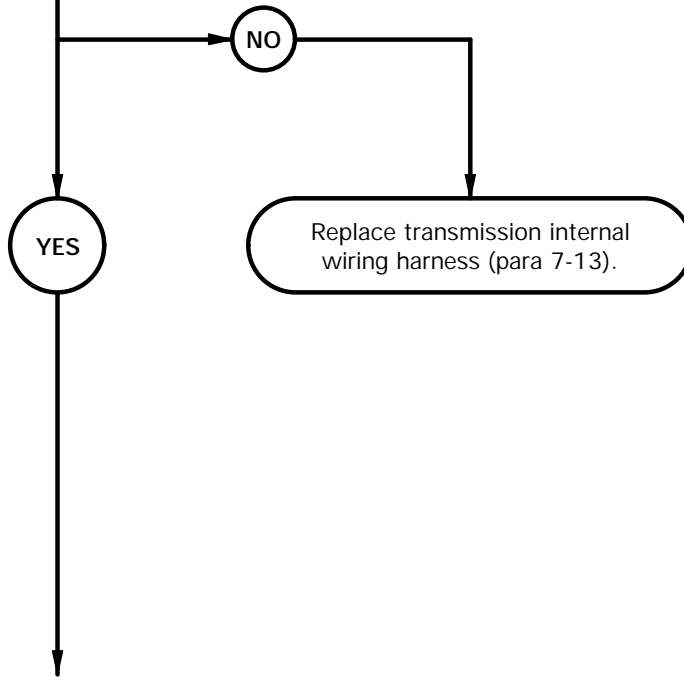 NO
YES
Replace transmission internal
wiring harness (para 7-13).